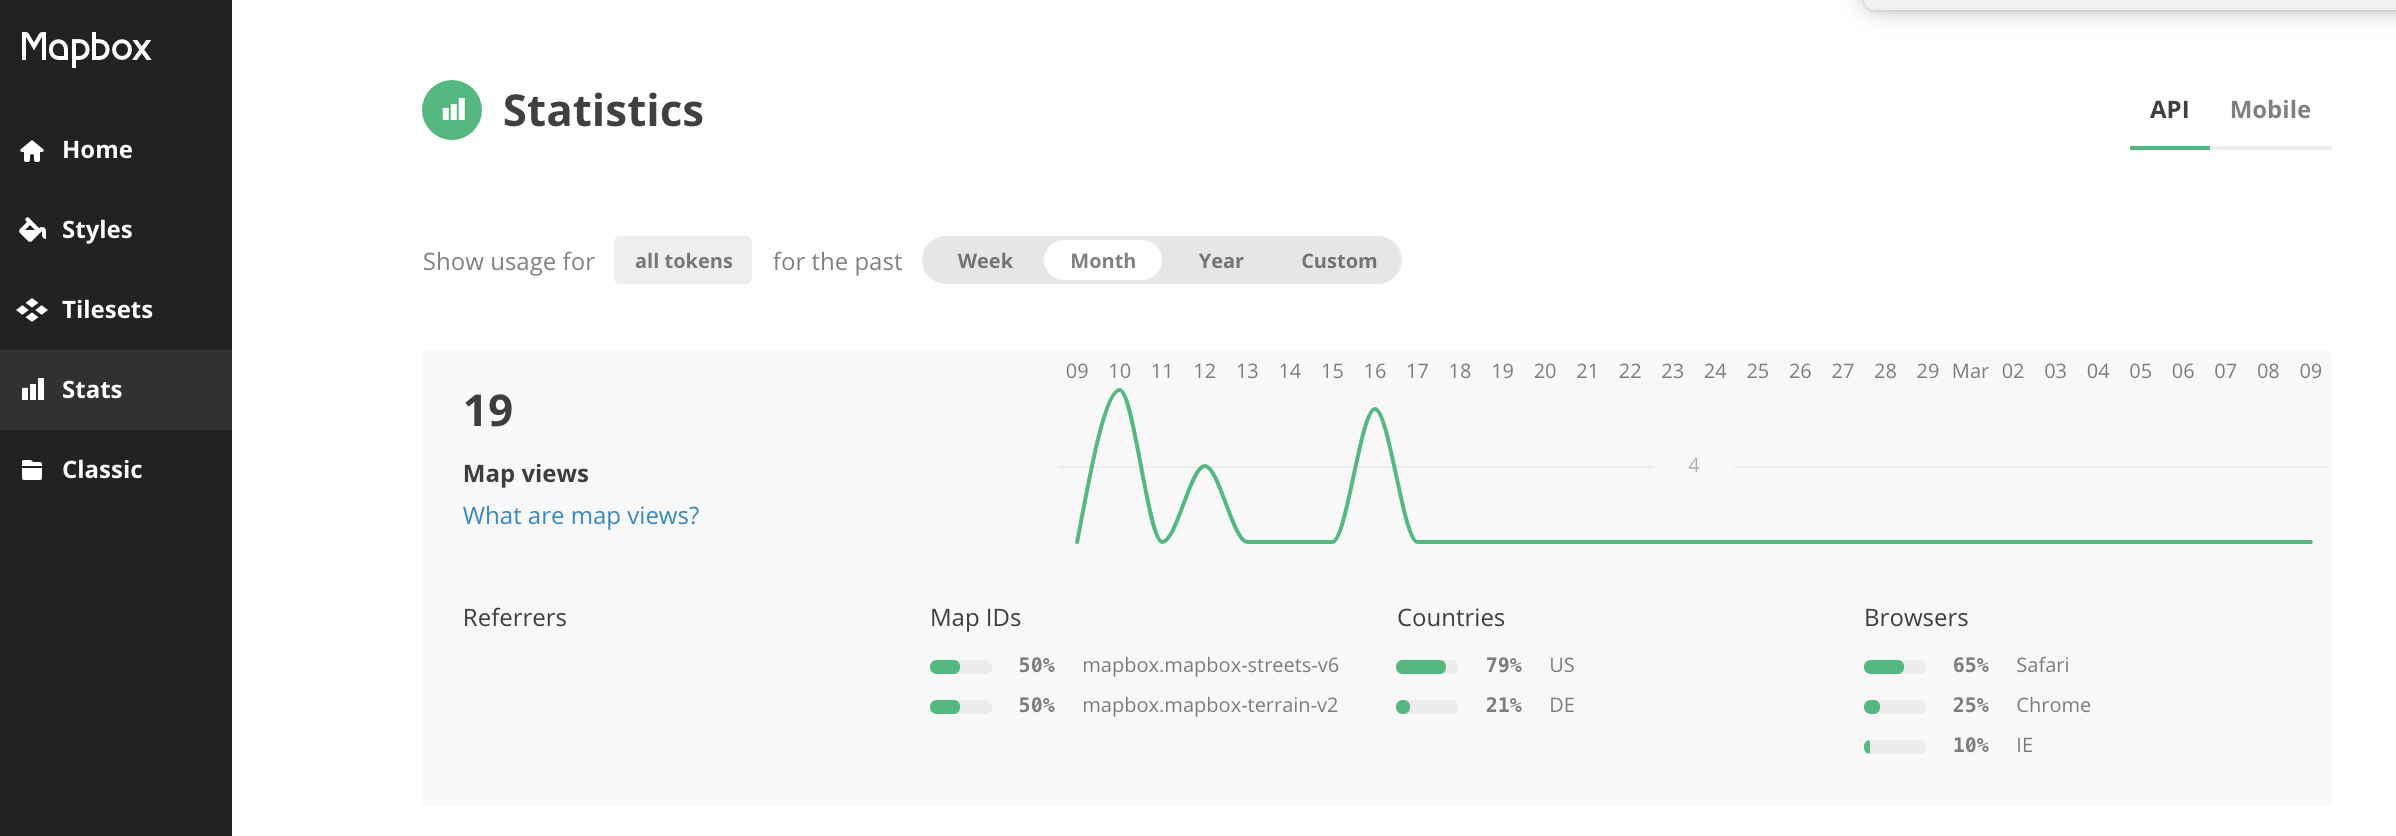 Mapbox
Home
Styles
Tilesets
Stats
Classic
Statistics
API Mobile
Show usage for all tokens for the past Week Month Year Custom
09 10 11 12 13 14 15 16 17 18 19 20 21 22 23 24 25 26 27 28 29 Mar 02 03 04 05 06 07 08 09
4
19
Map views
What are map views?
Referrers
Map IDs
50% mapbox.mapbox-streets-v6
50% mapbox.mapbox-terrain-v2
Countries
79% US
21% DE
Browsers
65% Safari
25% Chrome
10% IE